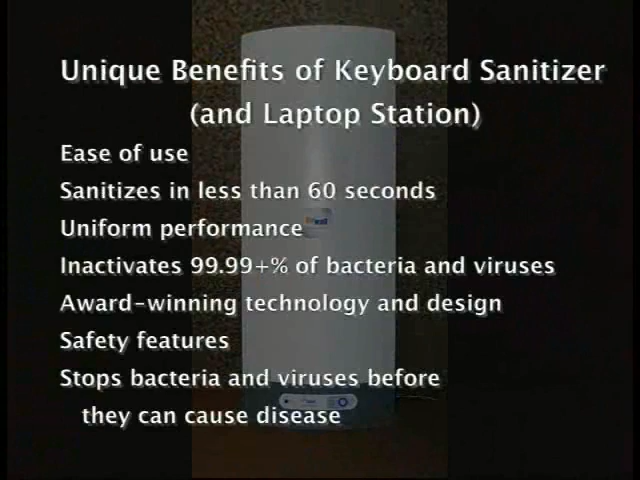 Unique Benefits of Keyboard Sanitizer
(and Laptop Station)
Ease of use
Sanitizes in less than 60 seconds
Uniform performance
Inactivates 99.99+% of bacteria and viruses
Award-winning technology and design
Safety features
Stops bacteria and viruses before
they can cause disease